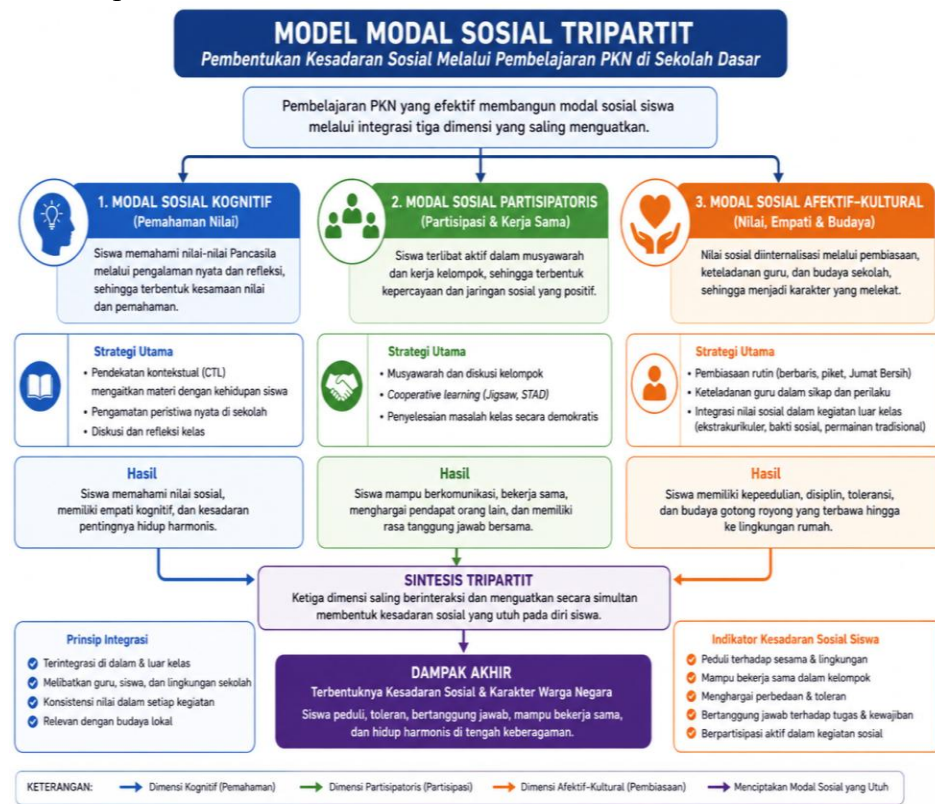 MODEL MODAL SOSIAL TRIPARTIT
Pembentukan Kesadaran Sosial Melalui Pembelajaran PKN di Sekolah Dasar
Pembelajaran PKN yang efektif membangun modal sosial siswa
melalui integrasi tiga dimensi yang saling menguatkan.
1. MODAL SOSIAL KOGNITIF
(Pemahaman Nilai)
Siswa memahami nilai-nilai Pancasila
melalui pengalaman nyata dan refleksi,
sehingga terbentuk kesamaan nilai
dan pemahaman.
Strategi Utama
• Pendekatan kontekstual (CTL)
mengaitkan materi dengan kehidupan siswa
• Pengamatan peristiwa nyata di sekolah
• Diskusi dan refleksi kelas
Hasil
Siswa memahami nilai sosial,
memiliki empati kognitif, dan kesadaran
pentingnya hidup harmonis.
2. MODAL SOSIAL PARTISIPATORIS
(Partisipasi & Kerja Sama)
Siswa terlibat aktif dalam musyawarah
dan kerja kelompok, sehingga terbentuk
kepercayaan dan jaringan sosial yang positif.
Strategi Utama
• Musyawarah dan diskusi kelompok
• Cooperative learning (Jigsaw, STAD)
• Penyelesaian masalah kelas secara demokratis
Hasil
Siswa mampu berkomunikasi, bekerja sama,
menghargai pendapat orang lain, dan memiliki
rasa tanggung jawab bersama.
3. MODAL SOSIAL AFEKTIF-KULTURAL
(Nilai, Empati & Budaya)
Nilai sosial diinternalisasi melalui pembiasaan,
keteladanan guru, dan budaya sekolah,
sehingga menjadi karakter yang melekat.
Strategi Utama
• Pembiasaan rutin (berbaris, piket, Jumat Bersih)
• Keteladanan guru dalam sikap dan perilaku
• Integrasi nilai sosial dalam kegiatan luar kelas
(ekstrakurikuler, bakti sosial, permainan tradisional)
Hasil
Siswa memiliki kepedulian, disiplin, toleransi,
dan budaya gotong royong yang terbawa hingga
ke lingkungan rumah.
SINTESIS TRIPARTIT
Ketiga dimensi saling berinteraksi dan menguatkan secara simultan
membentuk kesadaran sosial yang utuh pada diri siswa.
Prinsip Integrasi
Terintegrasi di dalam & luar kelas
Melibatkan guru, siswa, dan lingkungan sekolah
Konsistensi nilai dalam setiap kegiatan
Relevan dengan budaya lokal
DAMPAK AKHIR
Terbentuknya Kesadaran Sosial & Karakter Warga Negara
Siswa peduli, toleran, bertanggung jawab, mampu bekerja sama,
dan hidup harmonis di tengah keberagaman.
Indikator Kesadaran Sosial Siswa
Peduli terhadap sesama & lingkungan
Mampu bekerja sama dalam kelompok
Menghargai perbedaan & toleran
Bertanggung jawab terhadap tugas & kewajiban
Berpartisipasi aktif dalam kegiatan sosial
KETERANGAN: Dimensi Kognitif (Pemahaman) Dimensi Partisipatoris (Partisipasi) Dimensi Afektif-Kultural (Pembiasaan) Menciptakan Modal Sosial yang Utuh